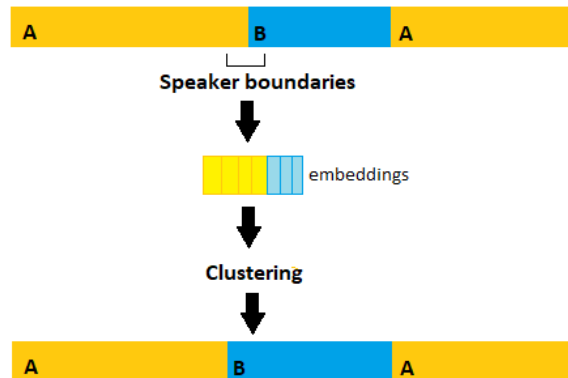 A B A
Speaker boundaries
embeddings
Clustering
A B A